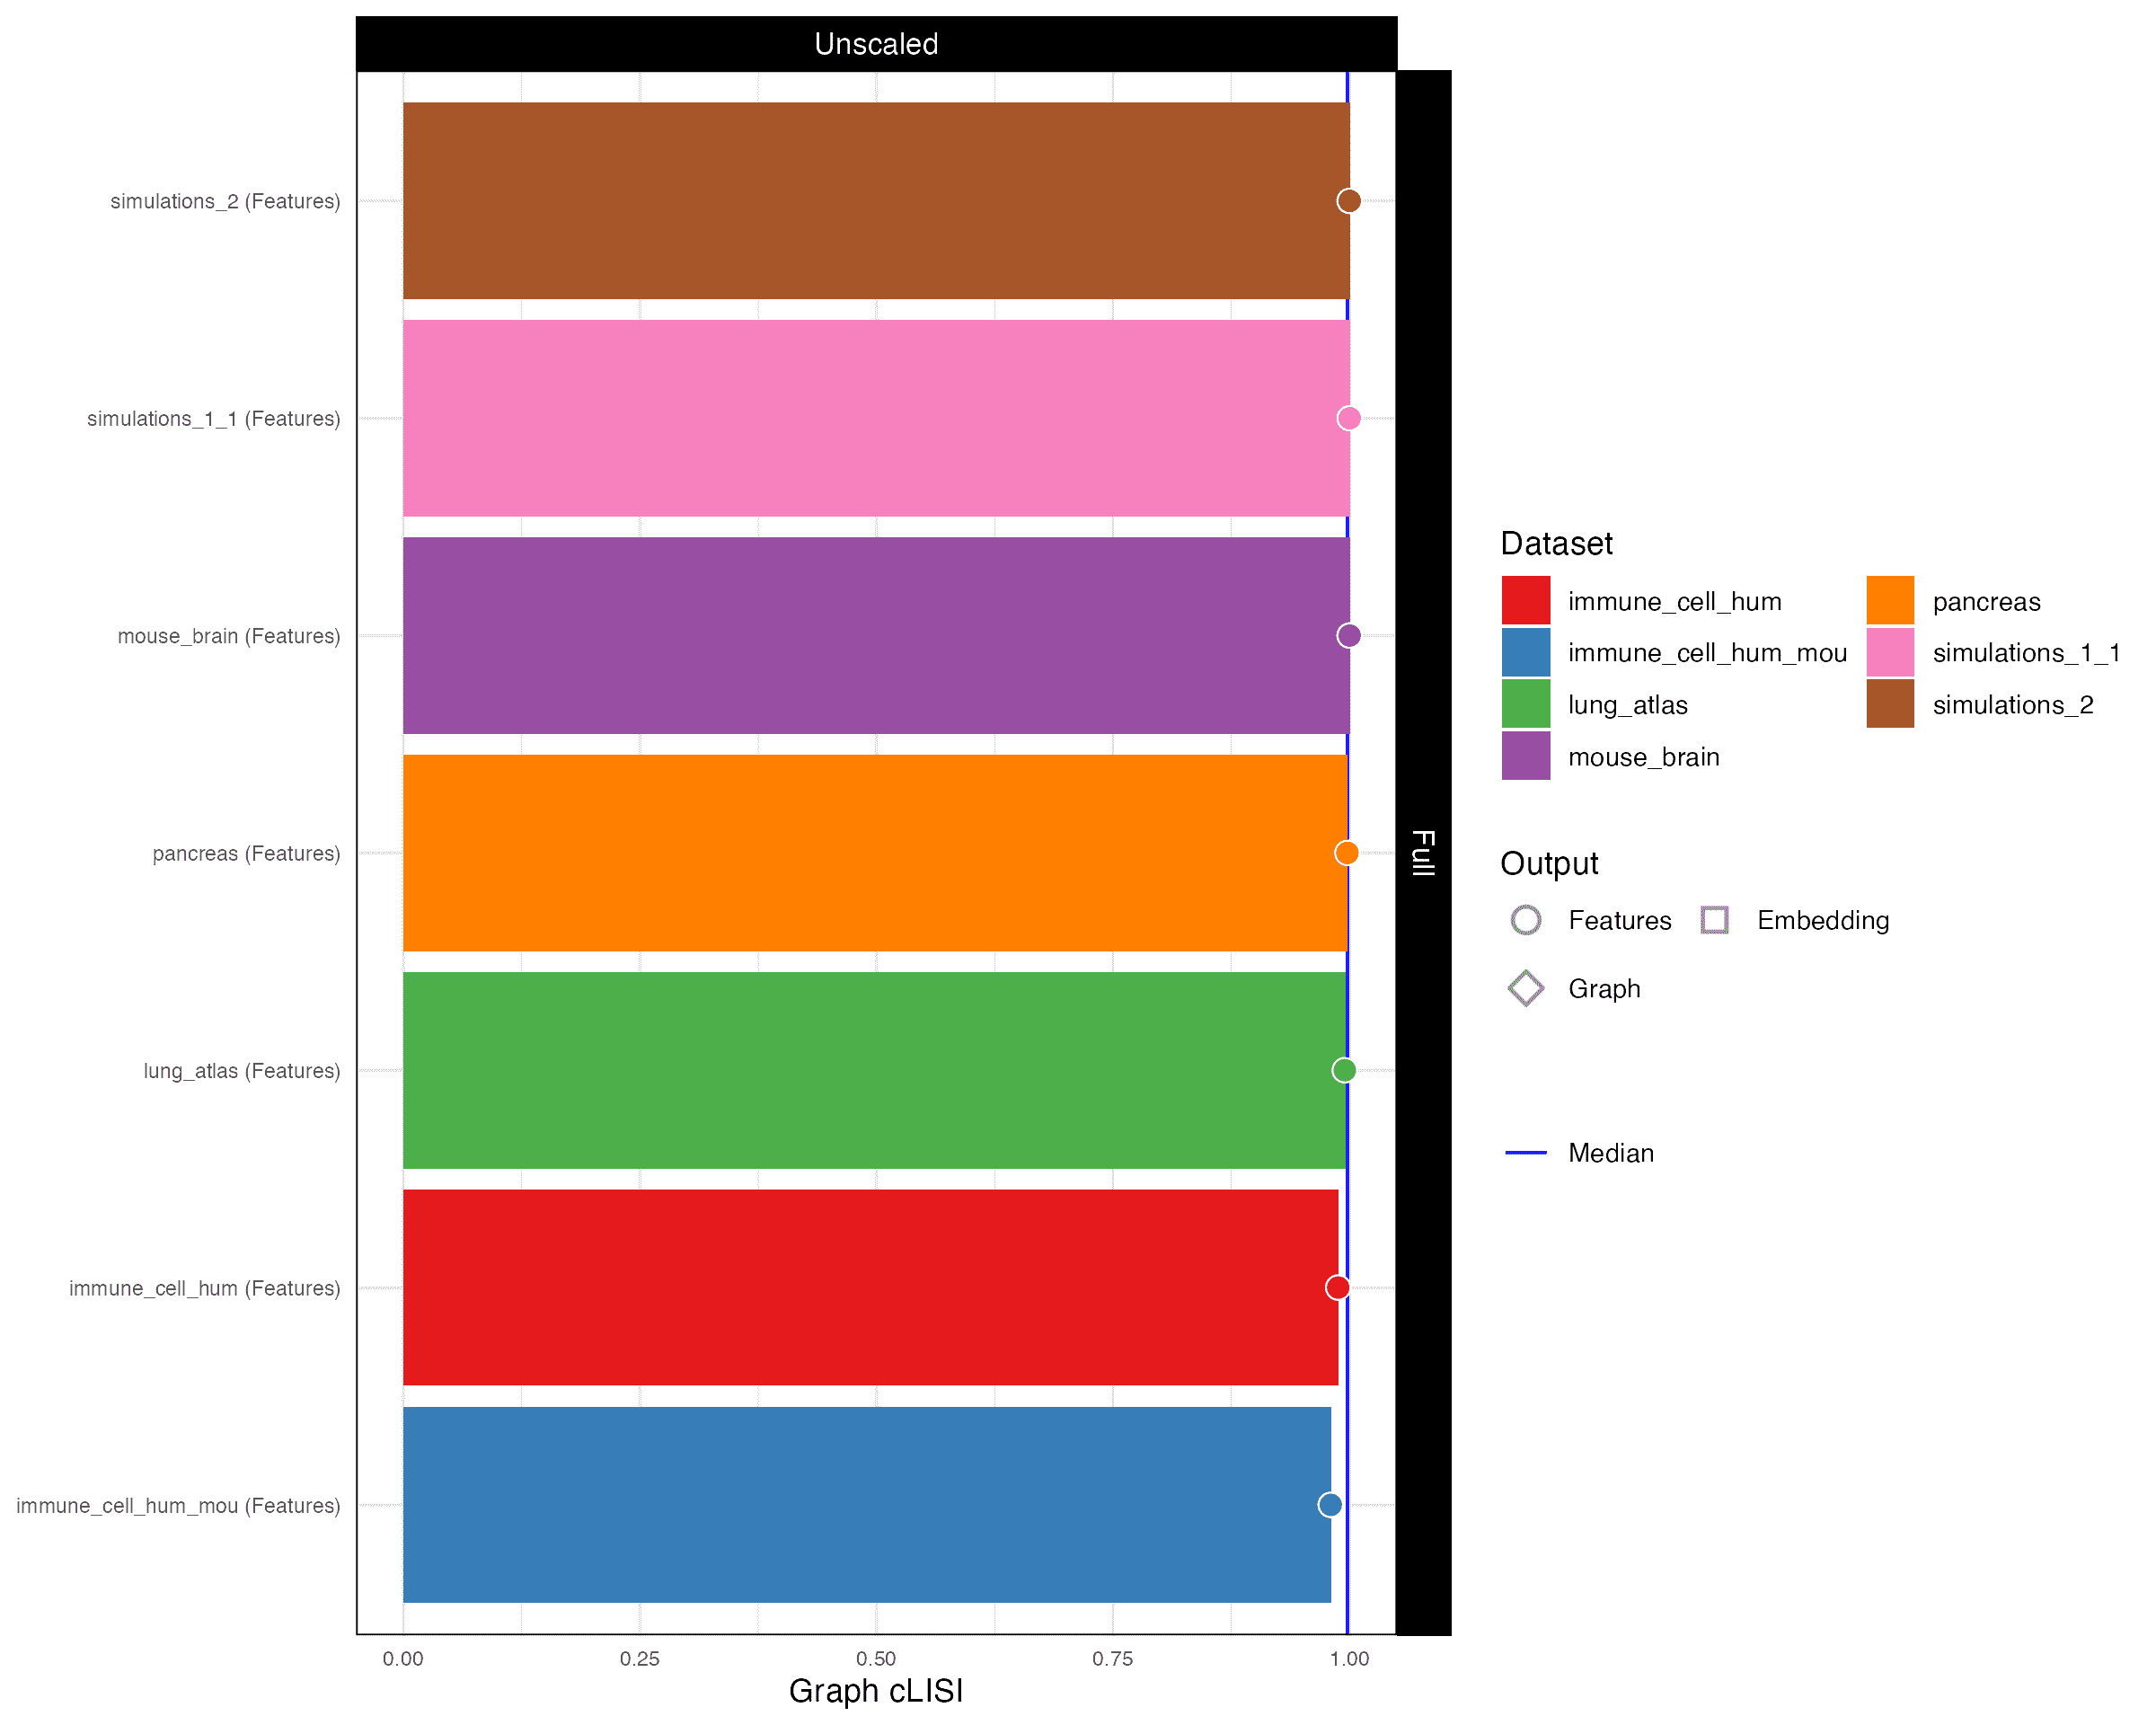 Unscaled
simulations_2 (Features)
simulations_1_1 (Features)
mouse_brain (Features)
pancreas (Features)
lung_atlas (Features)
immune_cell_hum (Features)
immune_cell_hum_mou (Features)
0.00 0.25 0.50 0.75 1.00
Graph cLISI
Full
Dataset
immune_cell_hum pancreas
immune_cell_hum_mou simulations_1_1
lung_atlas simulations_2
mouse_brain
Output
Features Embedding
Graph
Median